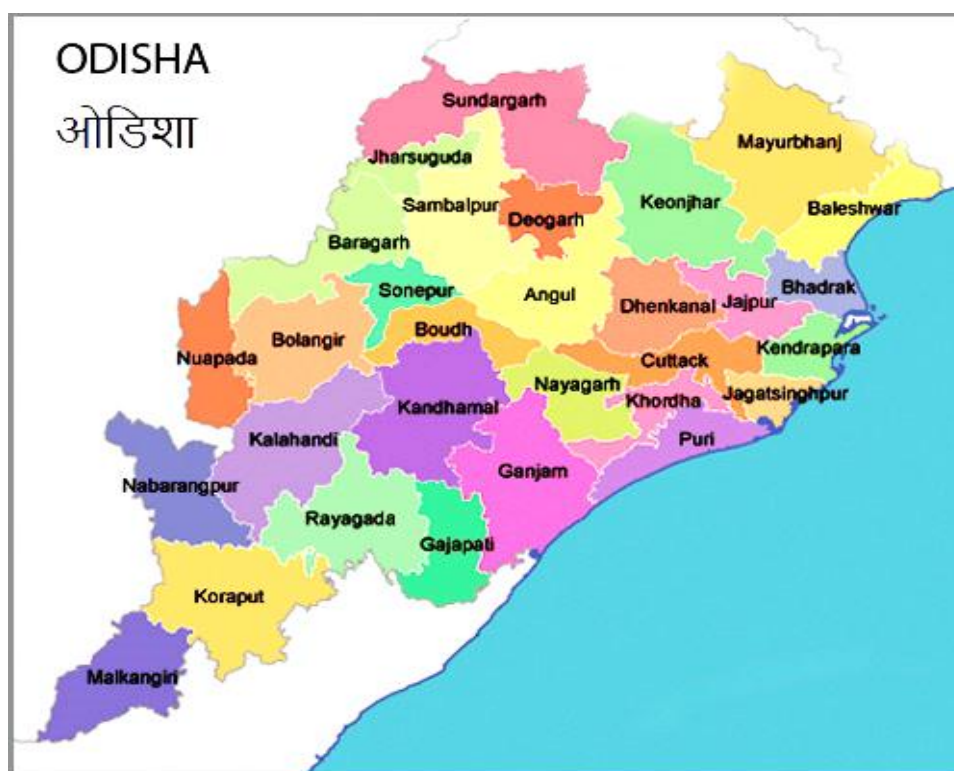 ODISHA
ओडिशा
Sundargarh
Mayurbhanj
Jharsuguda
Sambalpur
Deogarh
Keonjhar
Baleshwar
Baragarh
Sonepur
Angul
Dhenkanal
Jajpur
Bhadrak
Nuapada
Bolangir
Boudh
Cuttack
Kendrapara
Kandhamal
Nayagarh
Khordha
Jagatsinghpur
Kalahandi
Puri
Nabarangpur
Ganjam
Rayagada
Gajapati
Koraput
Malkangiri